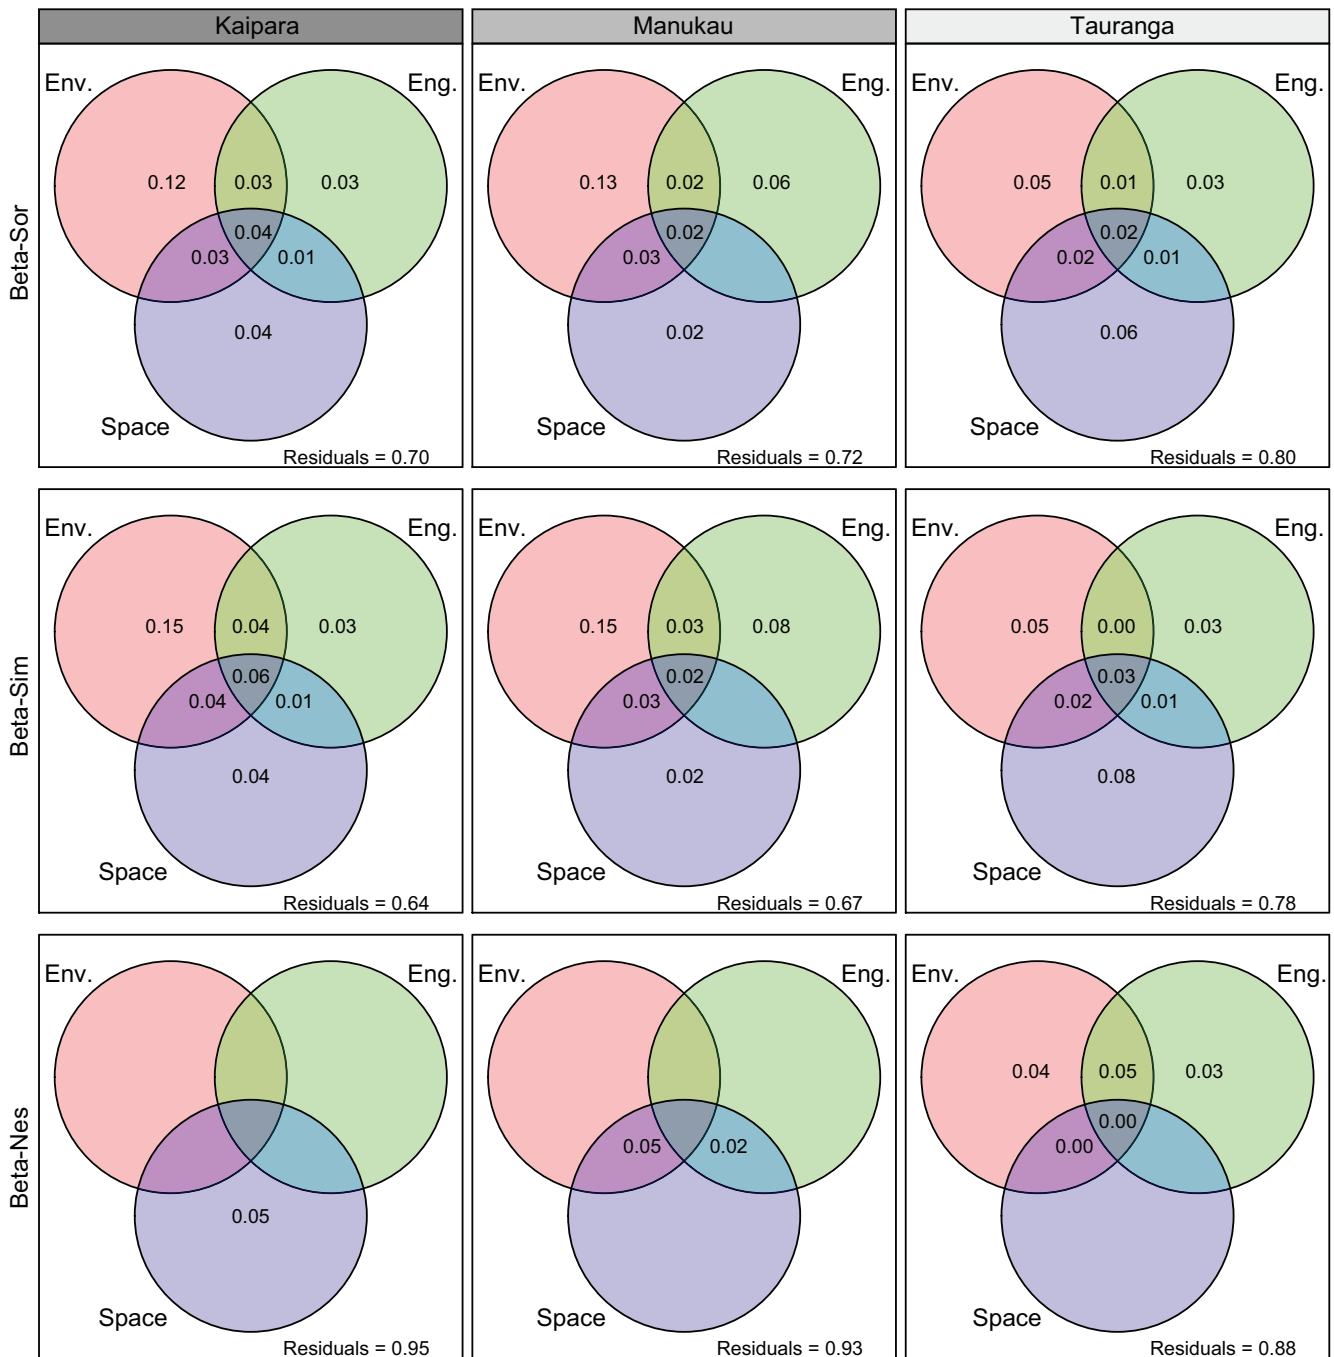 Kaipara
Manukau
Tauranga
Beta-Sor
Env.
Eng.
0.12
0.03
0.03
0.04
0.03
0.01
0.04
Space
Residuals = 0.70
Env.
Eng.
0.13
0.02
0.06
0.02
0.03
0.02
Space
Residuals = 0.72
Env.
Eng.
0.05
0.01
0.03
0.02
0.02
0.01
0.06
Space
Residuals = 0.80
Beta-Sim
Env.
Eng.
0.15
0.04
0.03
0.06
0.04
0.01
0.04
Space
Residuals = 0.64
Env.
Eng.
0.15
0.03
0.08
0.02
0.03
0.02
Space
Residuals = 0.67
Env.
Eng.
0.05
0.00
0.03
0.03
0.02
0.01
0.08
Space
Residuals = 0.78
Beta-Nes
Env.
Eng.
0.05
Space
Residuals = 0.95
Env.
Eng.
0.05
0.02
Space
Residuals = 0.93
Env.
Eng.
0.04
0.05
0.03
0.00
0.00
Space
Residuals = 0.88